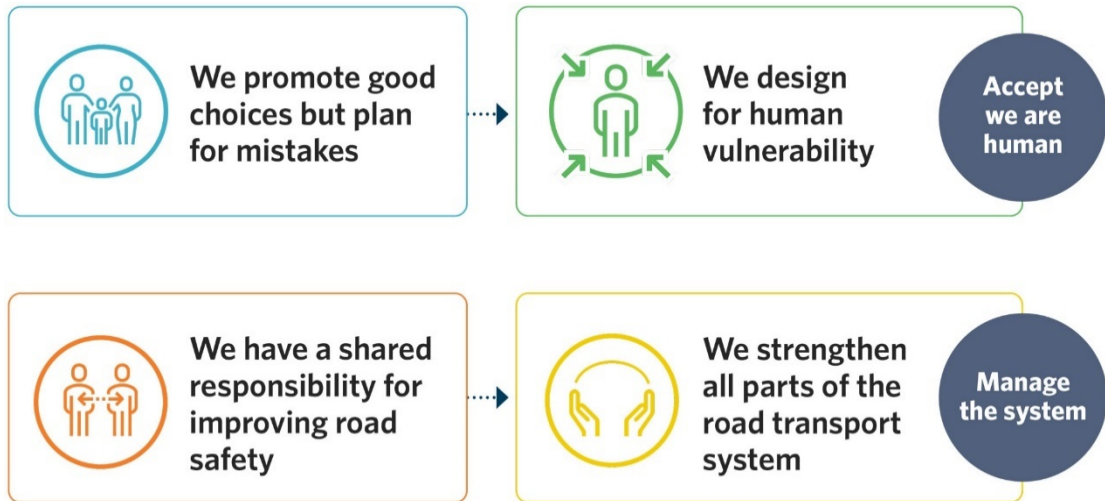 We promote good
choices but plan
for mistakes
We design
for human
vulnerability
Accept
we are
human
We have a shared
responsibility for
improving road
safety
We strengthen
all parts of the
road transport
system
Manage
the system